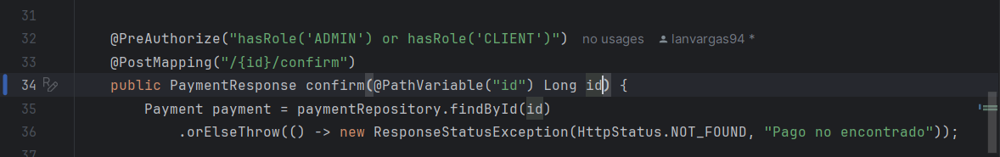 31
32 @PreAuthorize("hasRole('ADMIN') or hasRole('CLIENT')") no usages ianvargas94 *
33 @PostMapping("/{id}/confirm")
34 public PaymentResponse confirm(@PathVariable("id") Long id) {
35 Payment payment = paymentRepository.findById(id)
36 .orElseThrow(() -> new ResponseStatusException(HttpStatus.NOT_FOUND, "Pago no encontrado"));
37